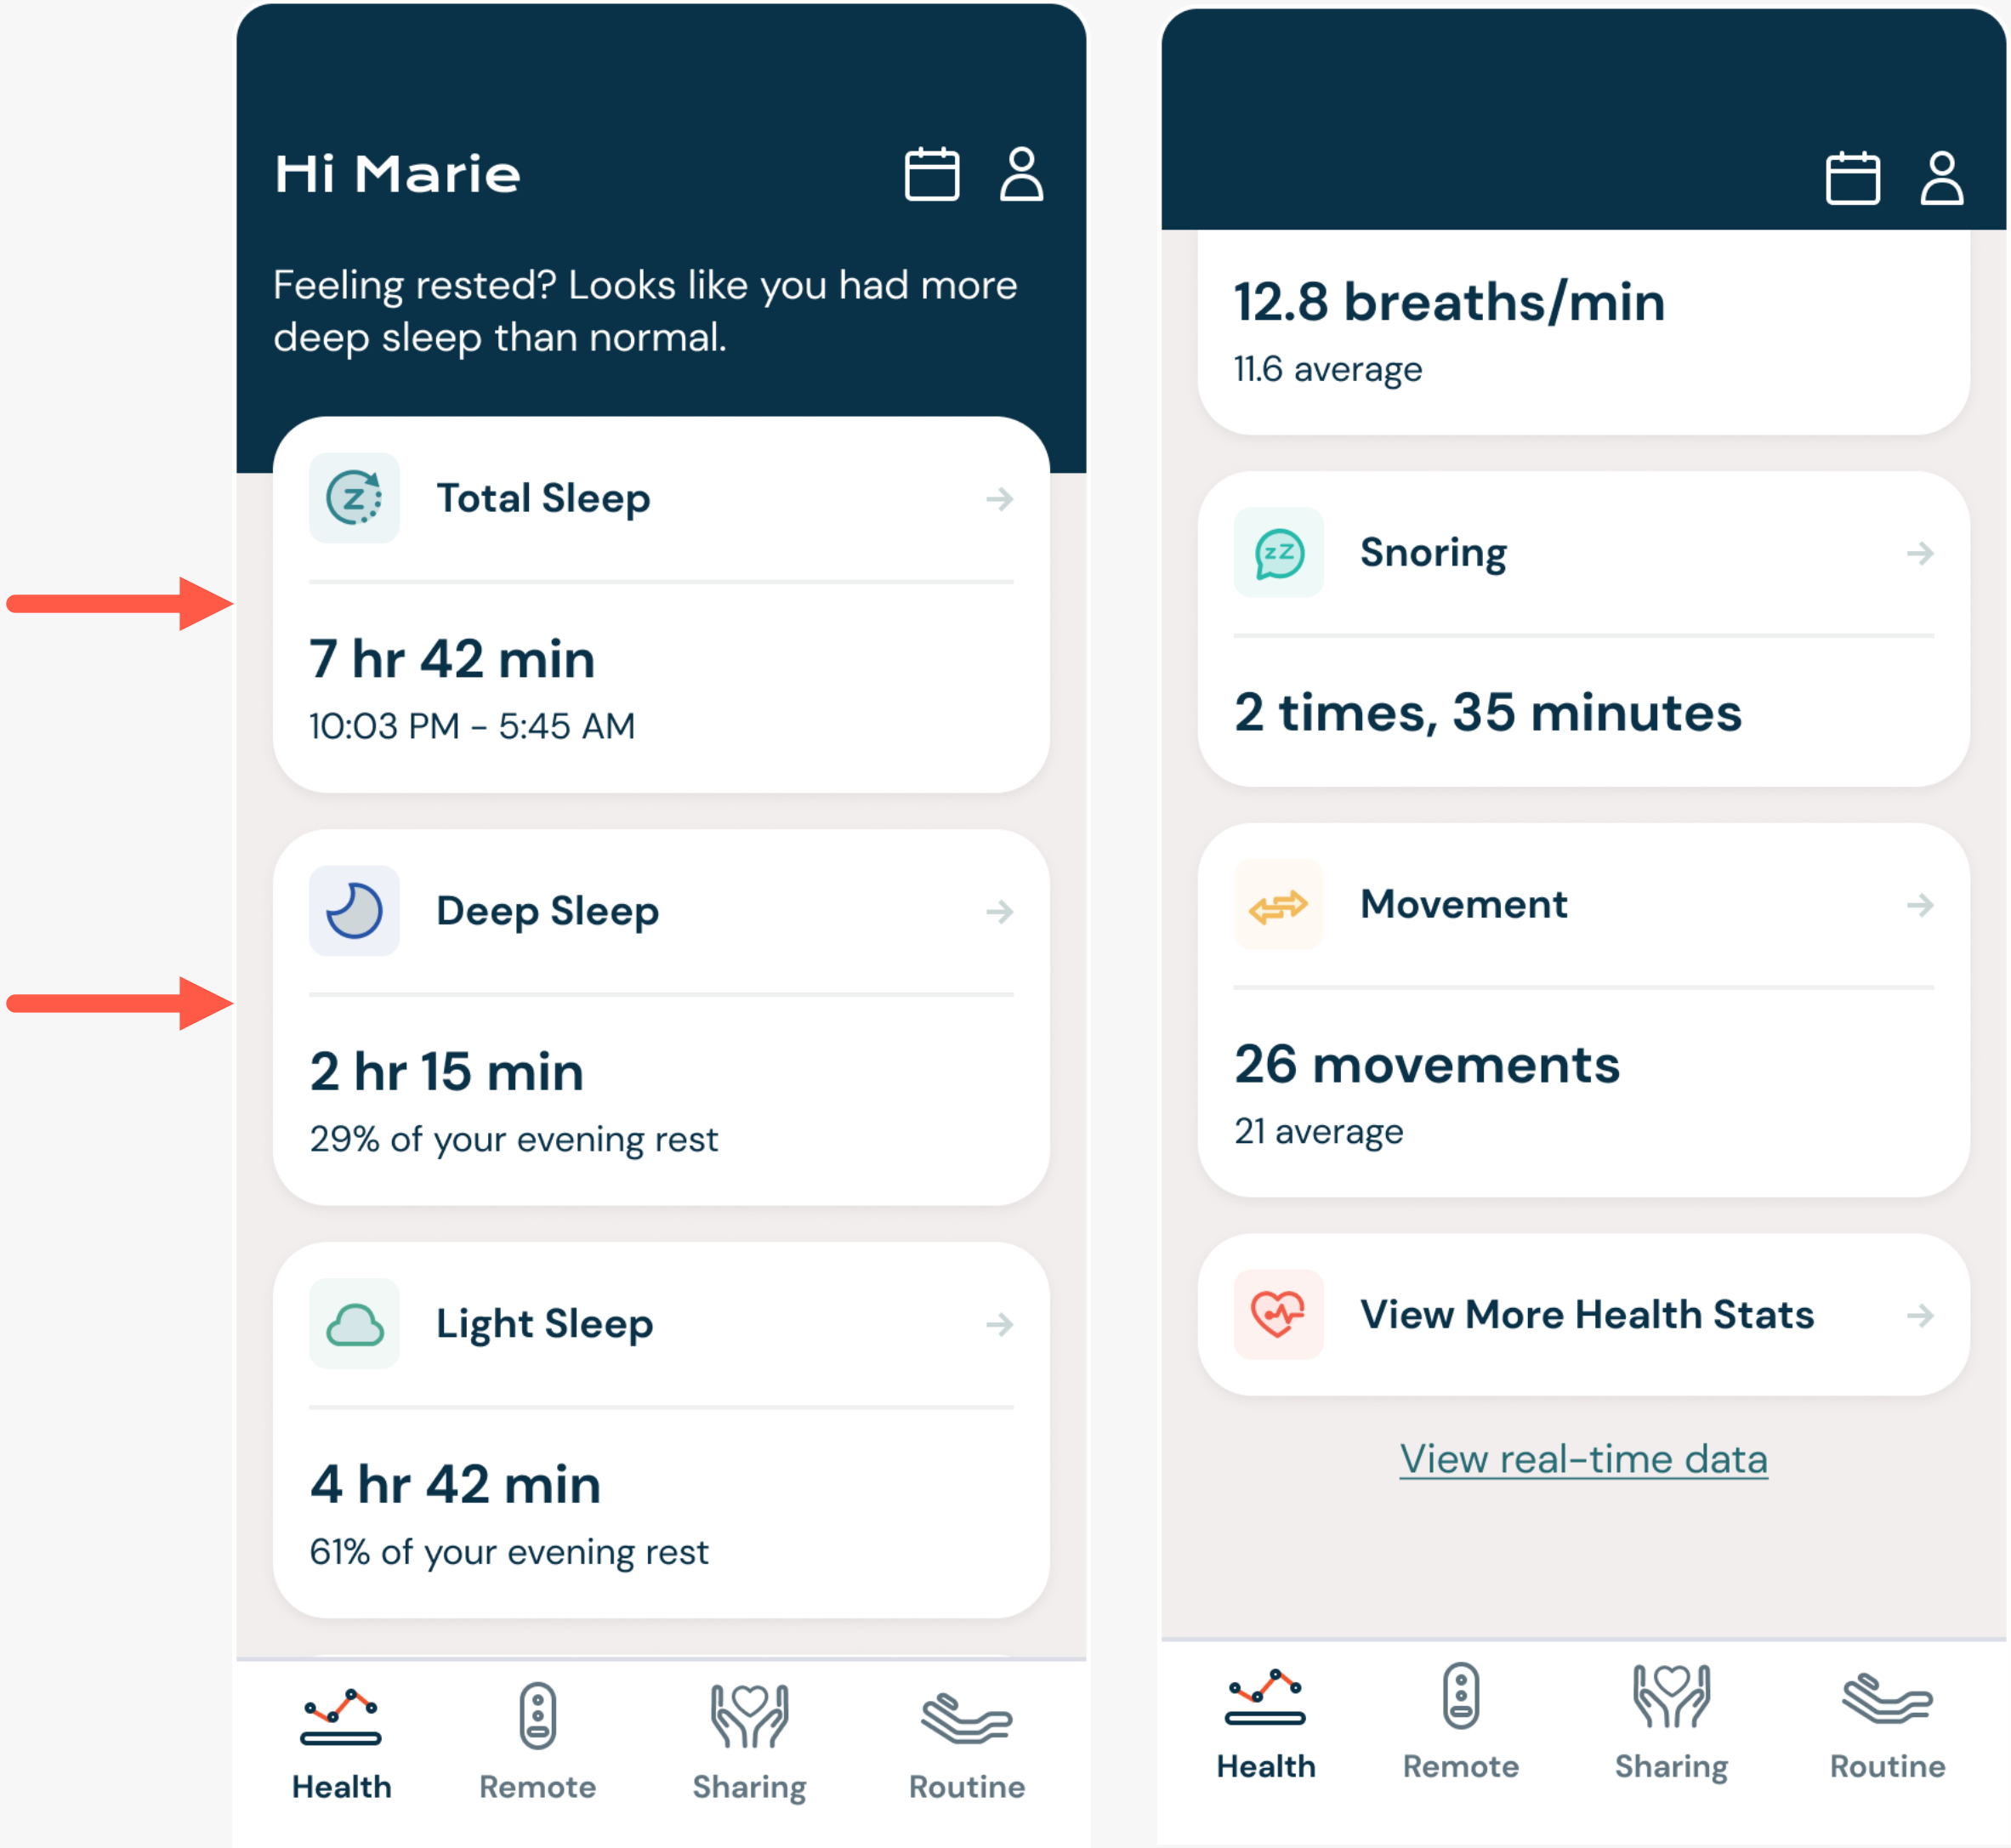 Hi Marie
Feeling rested? Looks like you had more
deep sleep than normal.
Z
Total Sleep
7 hr 42 min
10:03 PM – 5:45 AM
Deep Sleep
2 hr 15 min
29% of your evening rest
Light Sleep
4 hr 42 min
61% of your evening rest
Health
Remote
Sharing
Routine
12.8 breaths/min
11.6 average
zZ
Snoring
2 times, 35 minutes
Movement
26 movements
21 average
View More Health Stats
View real-time data
Health
Remote
Sharing
Routine